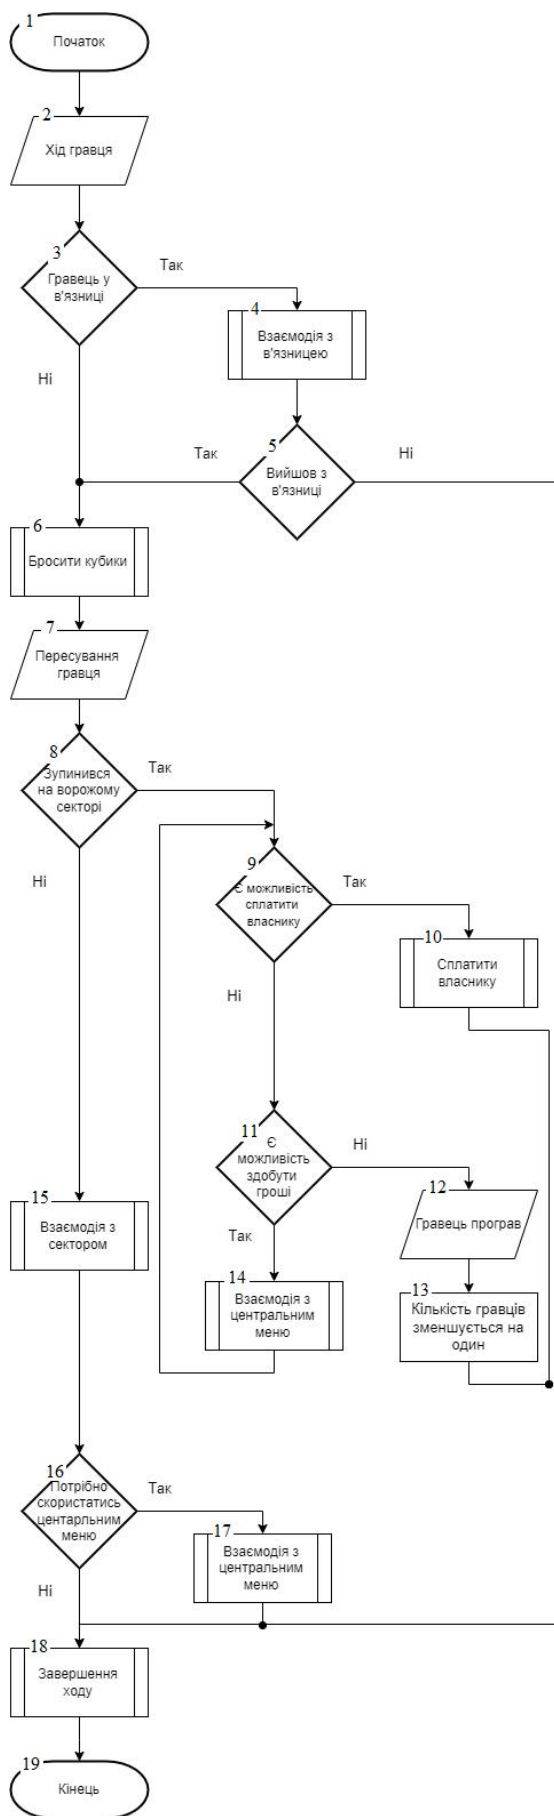 1
Початок
2
Хід гравця
3
Гравець у
в'язниці
Так
4
Взаємодія з
в'язницею
Ні
5
Вийшов з
в'язниці
Так
Ні
6
Бросити кубики
7
Пересування
гравця
8
Зупинився
на ворожому
секторі
Так
Ні
9
Є можливість
сплатити
власнику
Так
10
Сплатити
власнику
Ні
11
Є
можливість
здобути
гроші
Ні
12
Гравець програв
13
Кількість гравців
зменшується на
один
Так
14
Взаємодія з
центральним
меню
15
Взаємодія з
сектором
16
Потрібно
скористатись
центарльним
меню
Так
17
Взаємодія з
центральним
меню
Ні
18
Завершення
ходу
19
Кінець